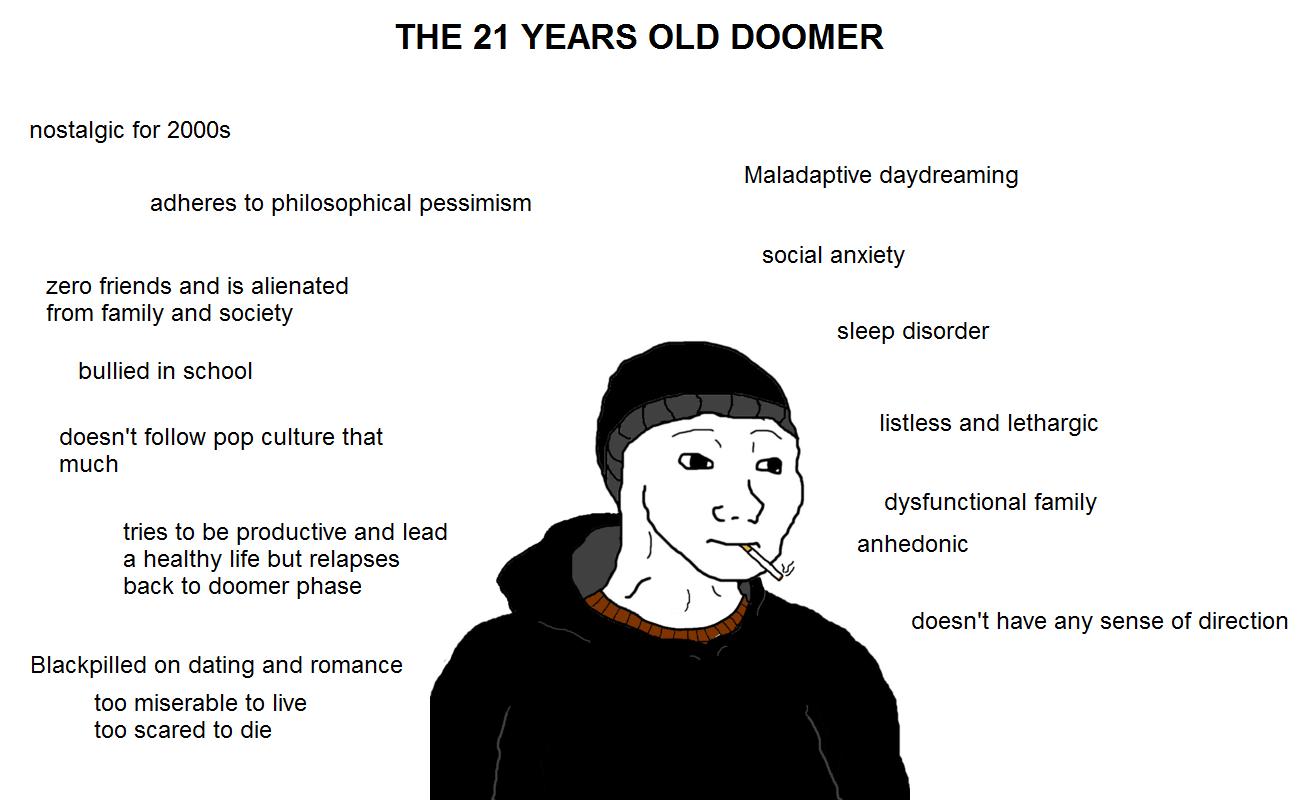 THE 21 YEARS OLD DOOMER
nostalgic for 2000s
adheres to philosophical pessimism
zero friends and is alienated
from family and society
bullied in school
doesn't follow pop culture that
much
tries to be productive and lead
a healthy life but relapses
back to doomer phase
Blackpilled on dating and romance
too miserable to live
too scared to die
Maladaptive daydreaming
social anxiety
sleep disorder
listless and lethargic
dysfunctional family
anhedonic
doesn't have any sense of direction